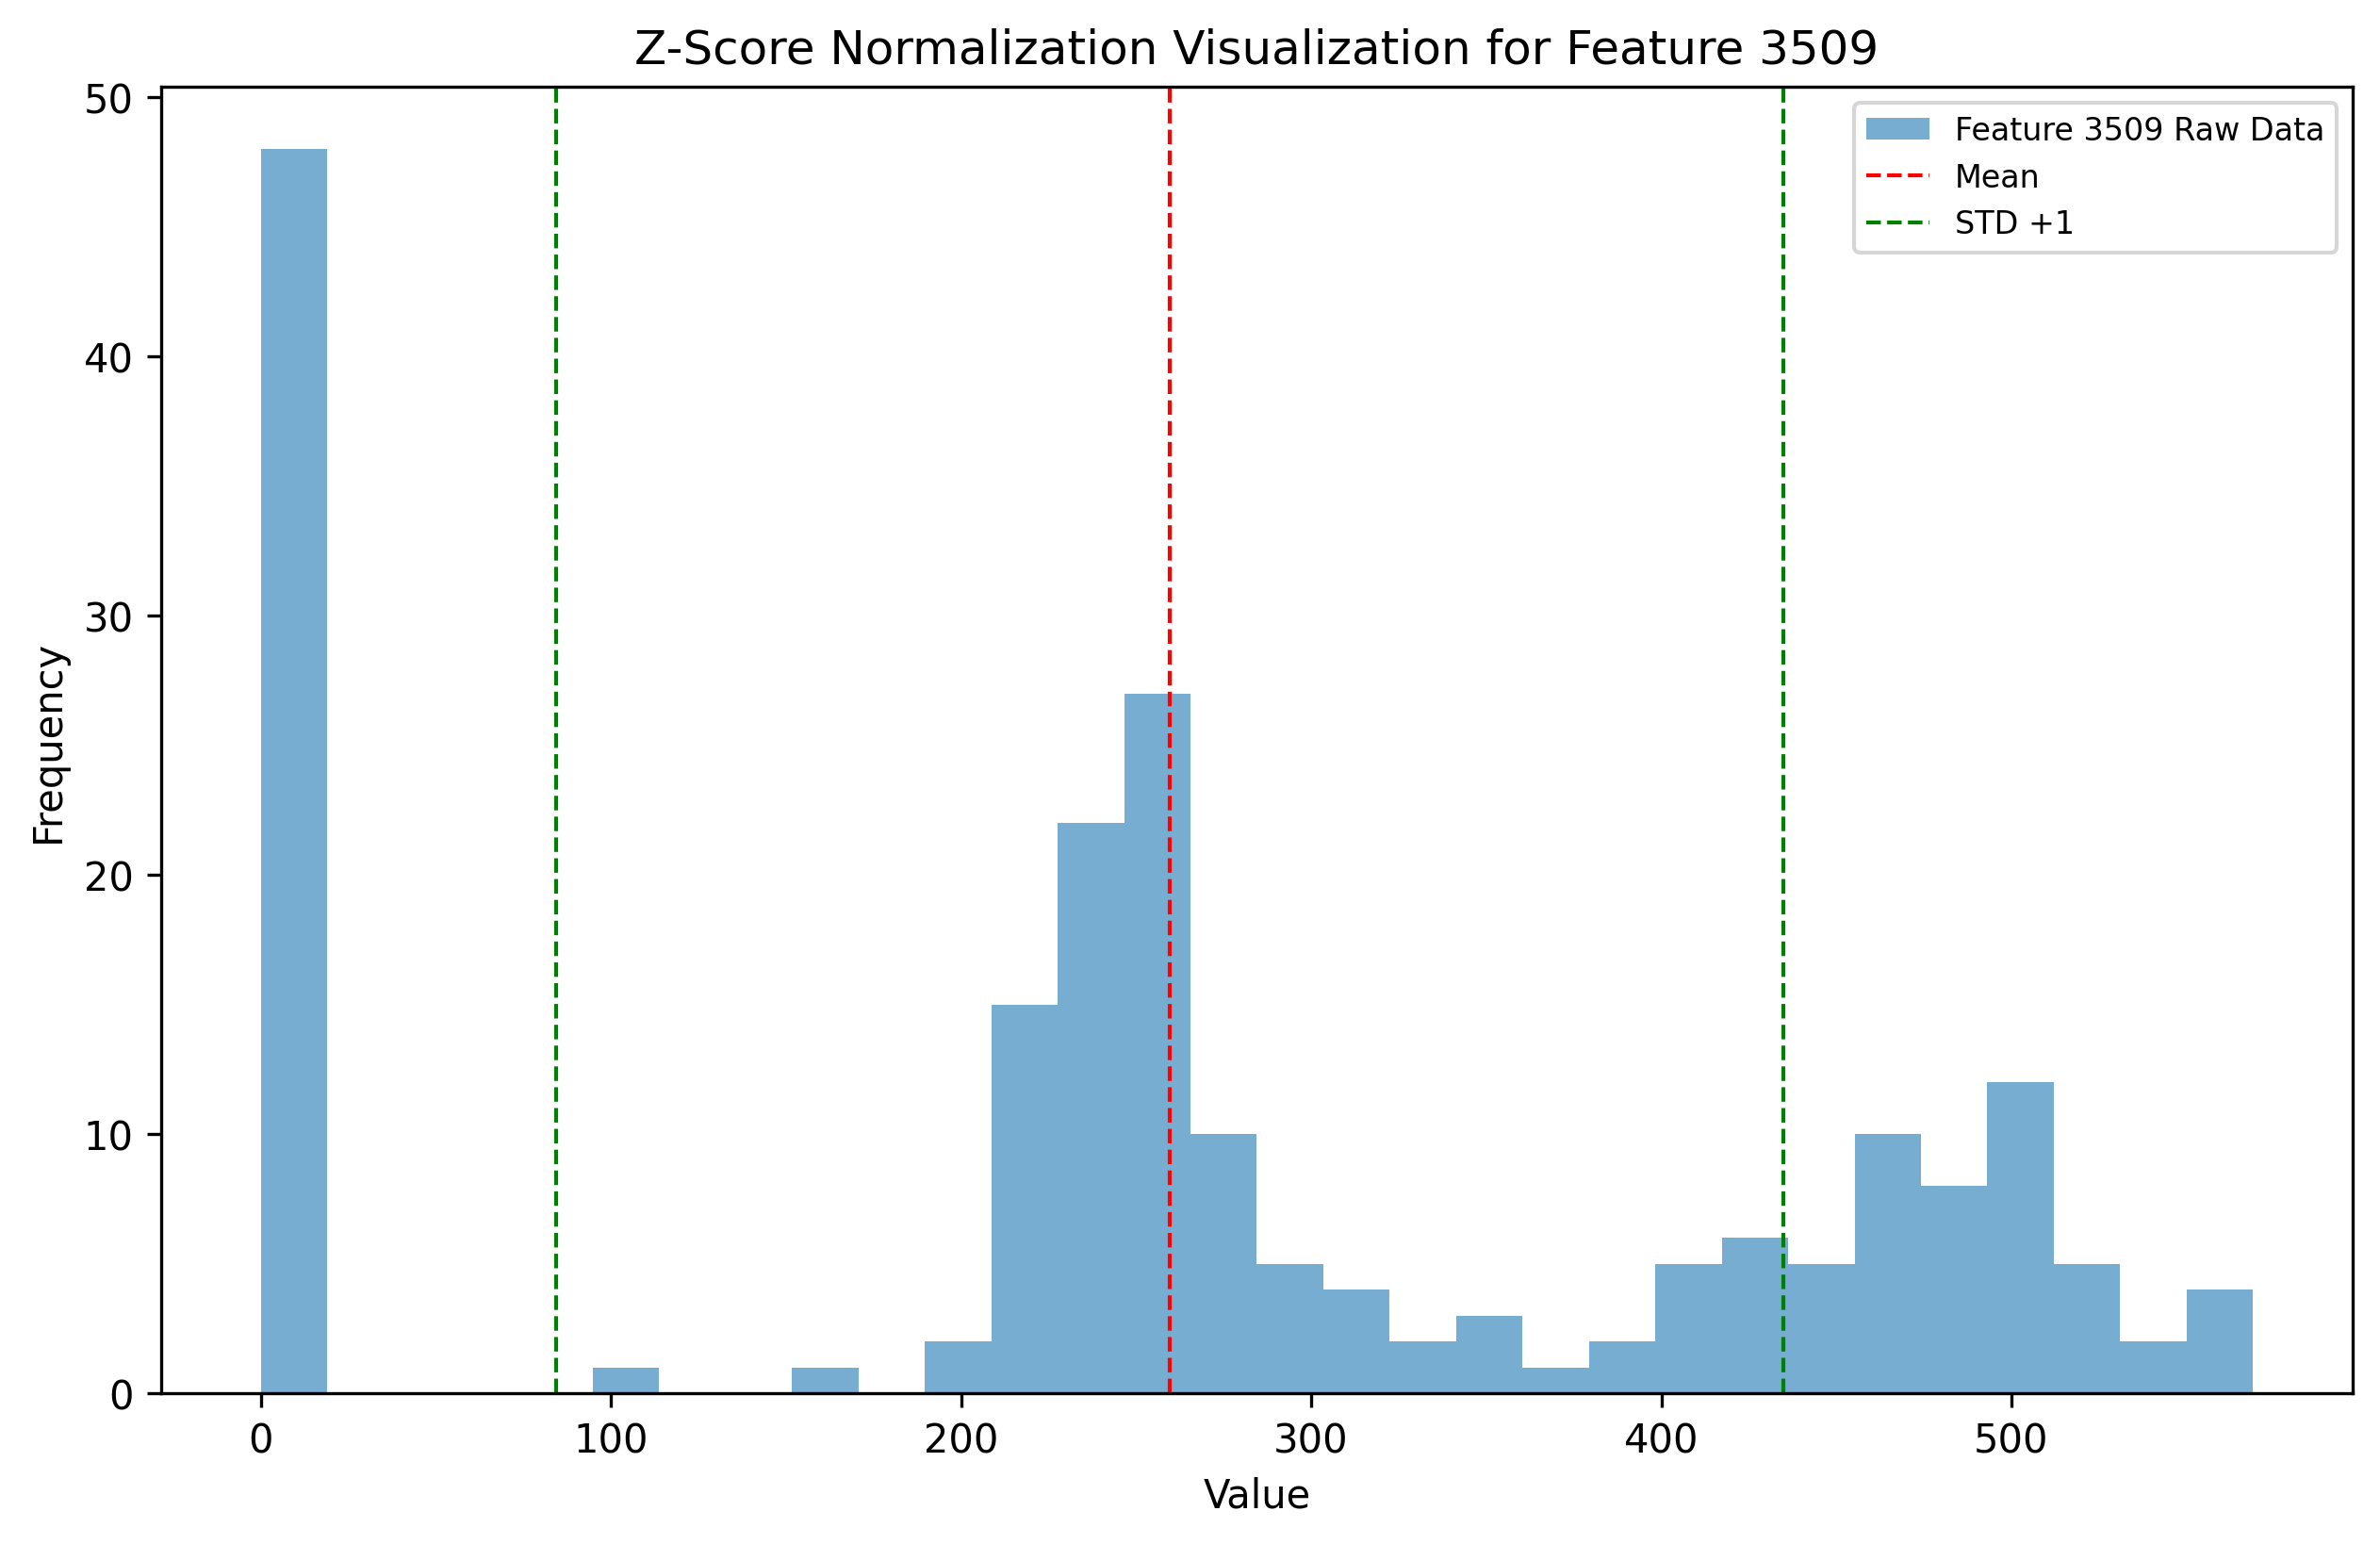 Z-Score Normalization Visualization for Feature 3509
Feature 3509 Raw Data
Mean
STD +1
Frequency
50
40
30
20
10
0
0 100 200 300 400 500
Value